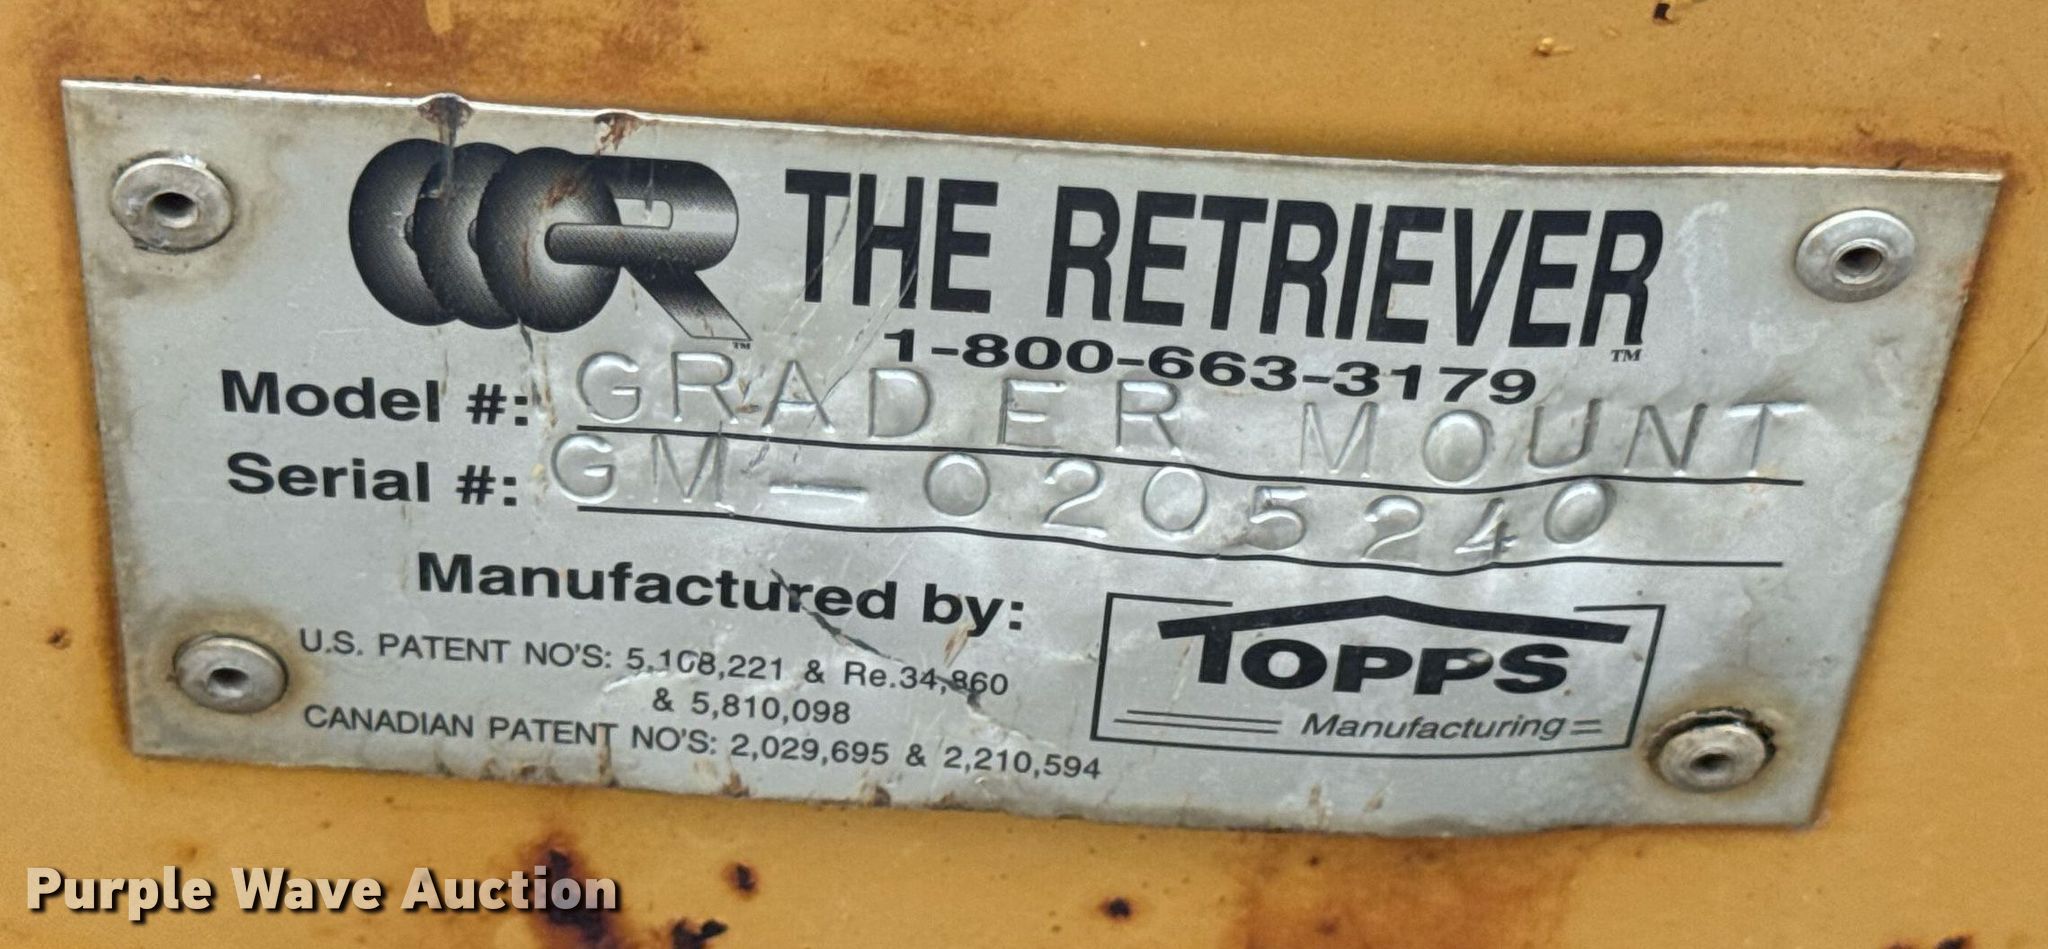 R THE RETRIEVER™
™
1-800-663-3179
Model #: GRADER MOUNT
Serial #: GM-0205240
Manufactured by:
TOPPS
Manufacturing
U.S. PATENT NO'S: 5,108,221 & Re.34,860
& 5,810,098
CANADIAN PATENT NO'S: 2,029,695 & 2,210,594
Purple Wave Auction